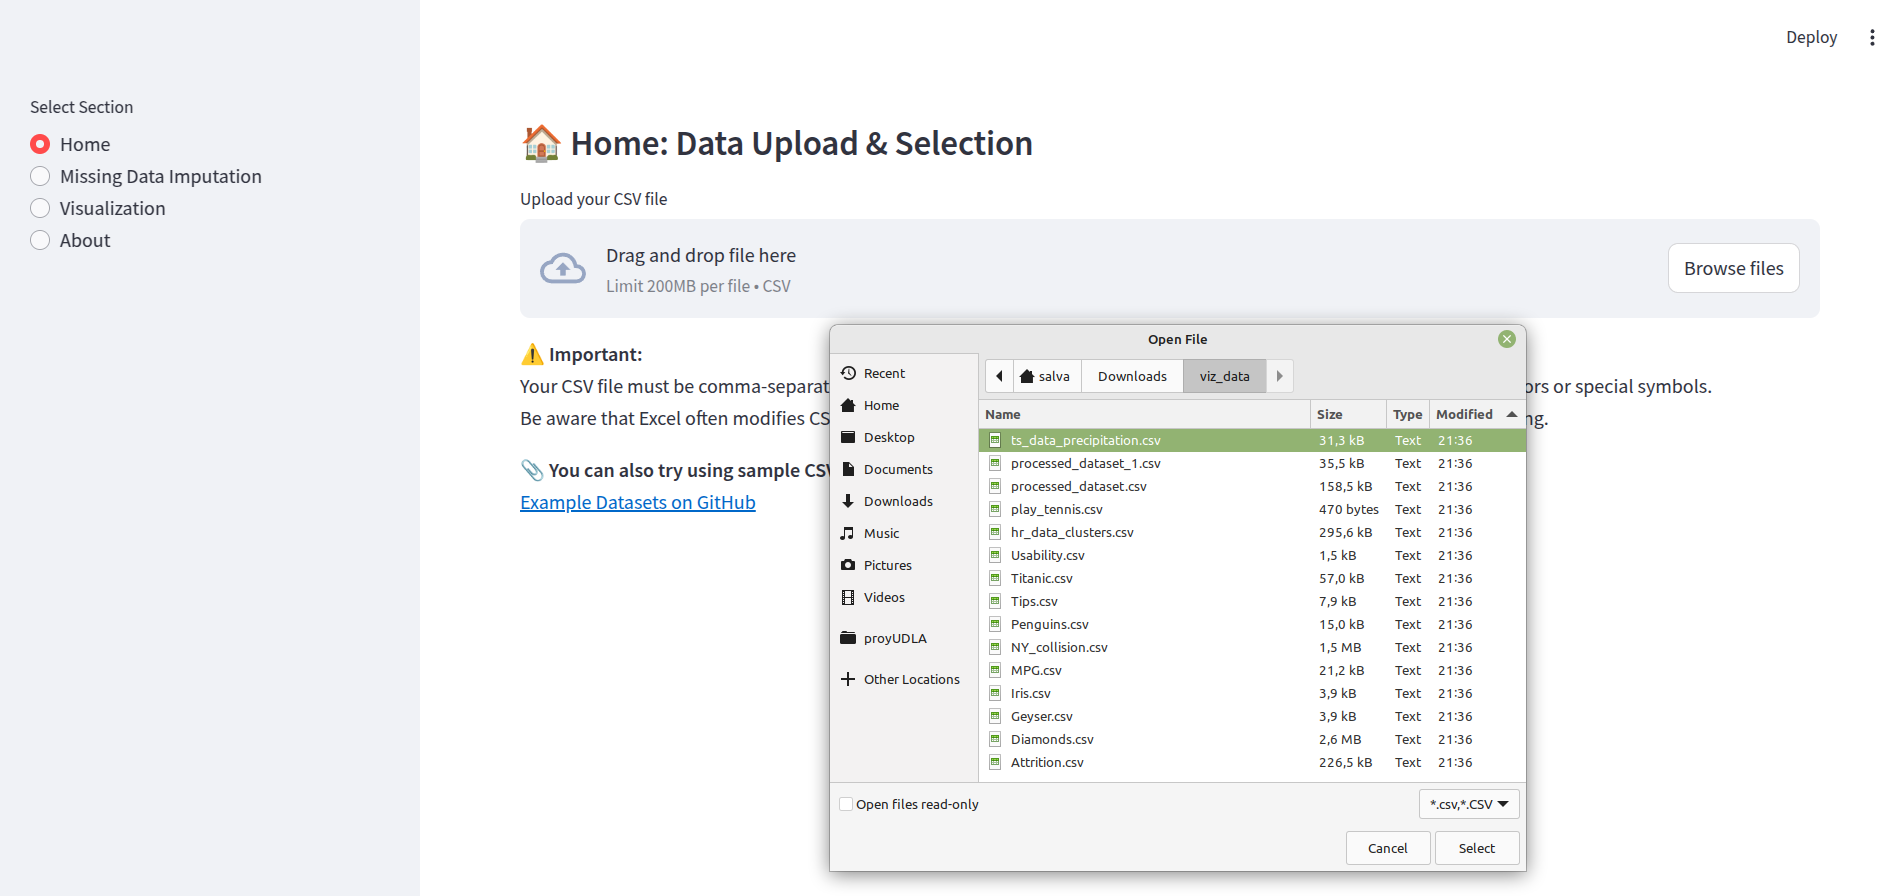 Deploy
Select Section
Home
Missing Data Imputation
Visualization
About
Home: Data Upload & Selection
Upload your CSV file
Drag and drop file here
Limit 200MB per file • CSV
Browse files
Important:
Your CSV file must be comma-separat ors or special symbols.
Be aware that Excel often modifies CS ng.
You can also try using sample CSV
Example Datasets on GitHub
Open File
Recent
Home
Desktop
Documents
Downloads
Music
Pictures
Videos
proyUDLA
Other Locations
salva Downloads viz_data
Name Size Type Modified
ts_data_precipitation.csv 31,3 kB Text 21:36
processed_dataset_1.csv 35,5 kB Text 21:36
processed_dataset.csv 158,5 kB Text 21:36
play_tennis.csv 470 bytes Text 21:36
hr_data_clusters.csv 295,6 kB Text 21:36
Usability.csv 1,5 kB Text 21:36
Titanic.csv 57,0 kB Text 21:36
Tips.csv 7,9 kB Text 21:36
Penguins.csv 15,0 kB Text 21:36
NY_collision.csv 1,5 MB Text 21:36
MPG.csv 21,2 kB Text 21:36
Iris.csv 3,9 kB Text 21:36
Geyser.csv 3,9 kB Text 21:36
Diamonds.csv 2,6 MB Text 21:36
Attrition.csv 226,5 kB Text 21:36
Open files read-only
*.csv,*.CSV
Cancel Select